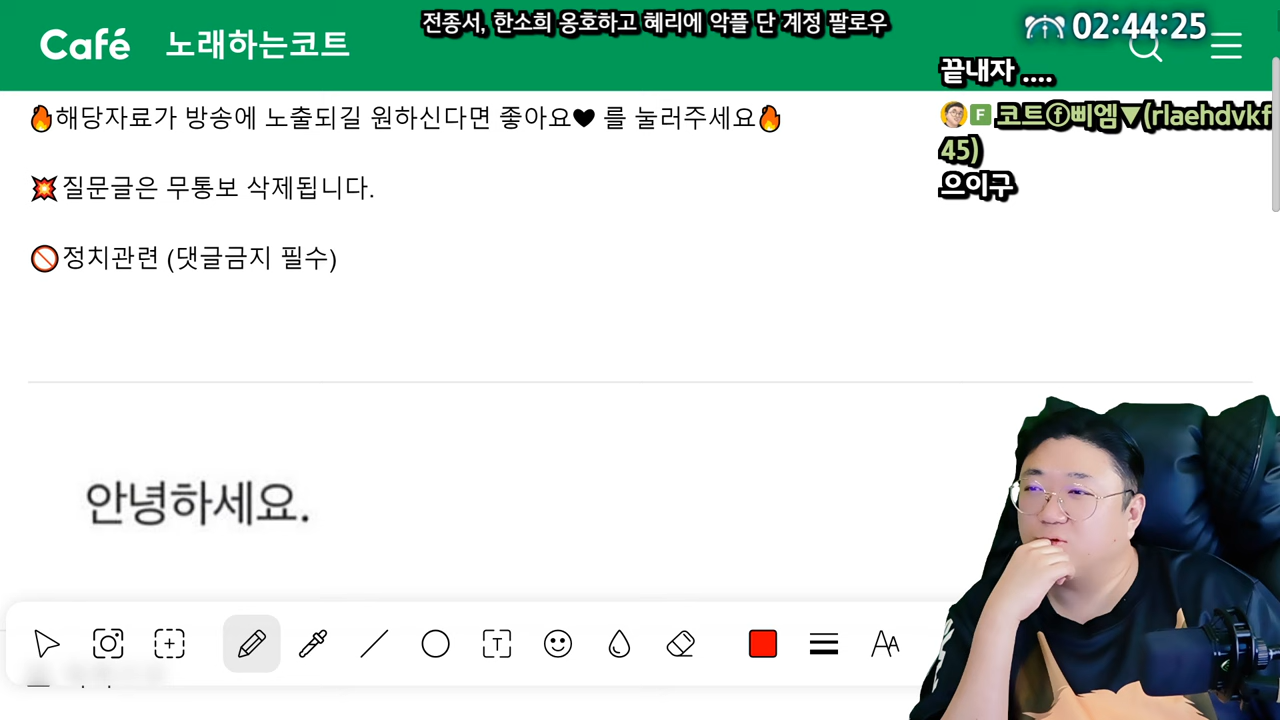 전종서, 한소희 옹호하고 혜리에 악플 단 계정 팔로우
02:44:25
Café 노래하는코트
끝내자 ....
🔥해당자료가 방송에 노출되길 원하신다면 좋아요♥ 를 눌러주세요🔥
F 코트ⓕ삐엠▼(rlaehdvkf
45)
으이구
💥질문글은 무통보 삭제됩니다.
🚫정치관련 (댓글금지 필수)
안녕하세요.
T
AA